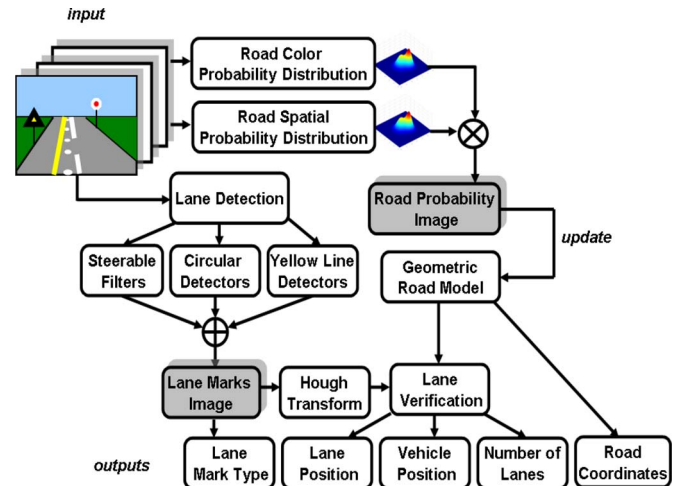 input
Road Color
Probability Distribution
Road Spatial
Probability Distribution
Lane Detection
Road Probability
Image
update
Steerable
Filters
Circular
Detectors
Yellow Line
Detectors
Geometric
Road Model
Lane Marks
Image
Hough
Transform
Lane
Verification
outputs
Lane
Mark Type
Lane
Position
Vehicle
Position
Number of
Lanes
Road
Coordinates